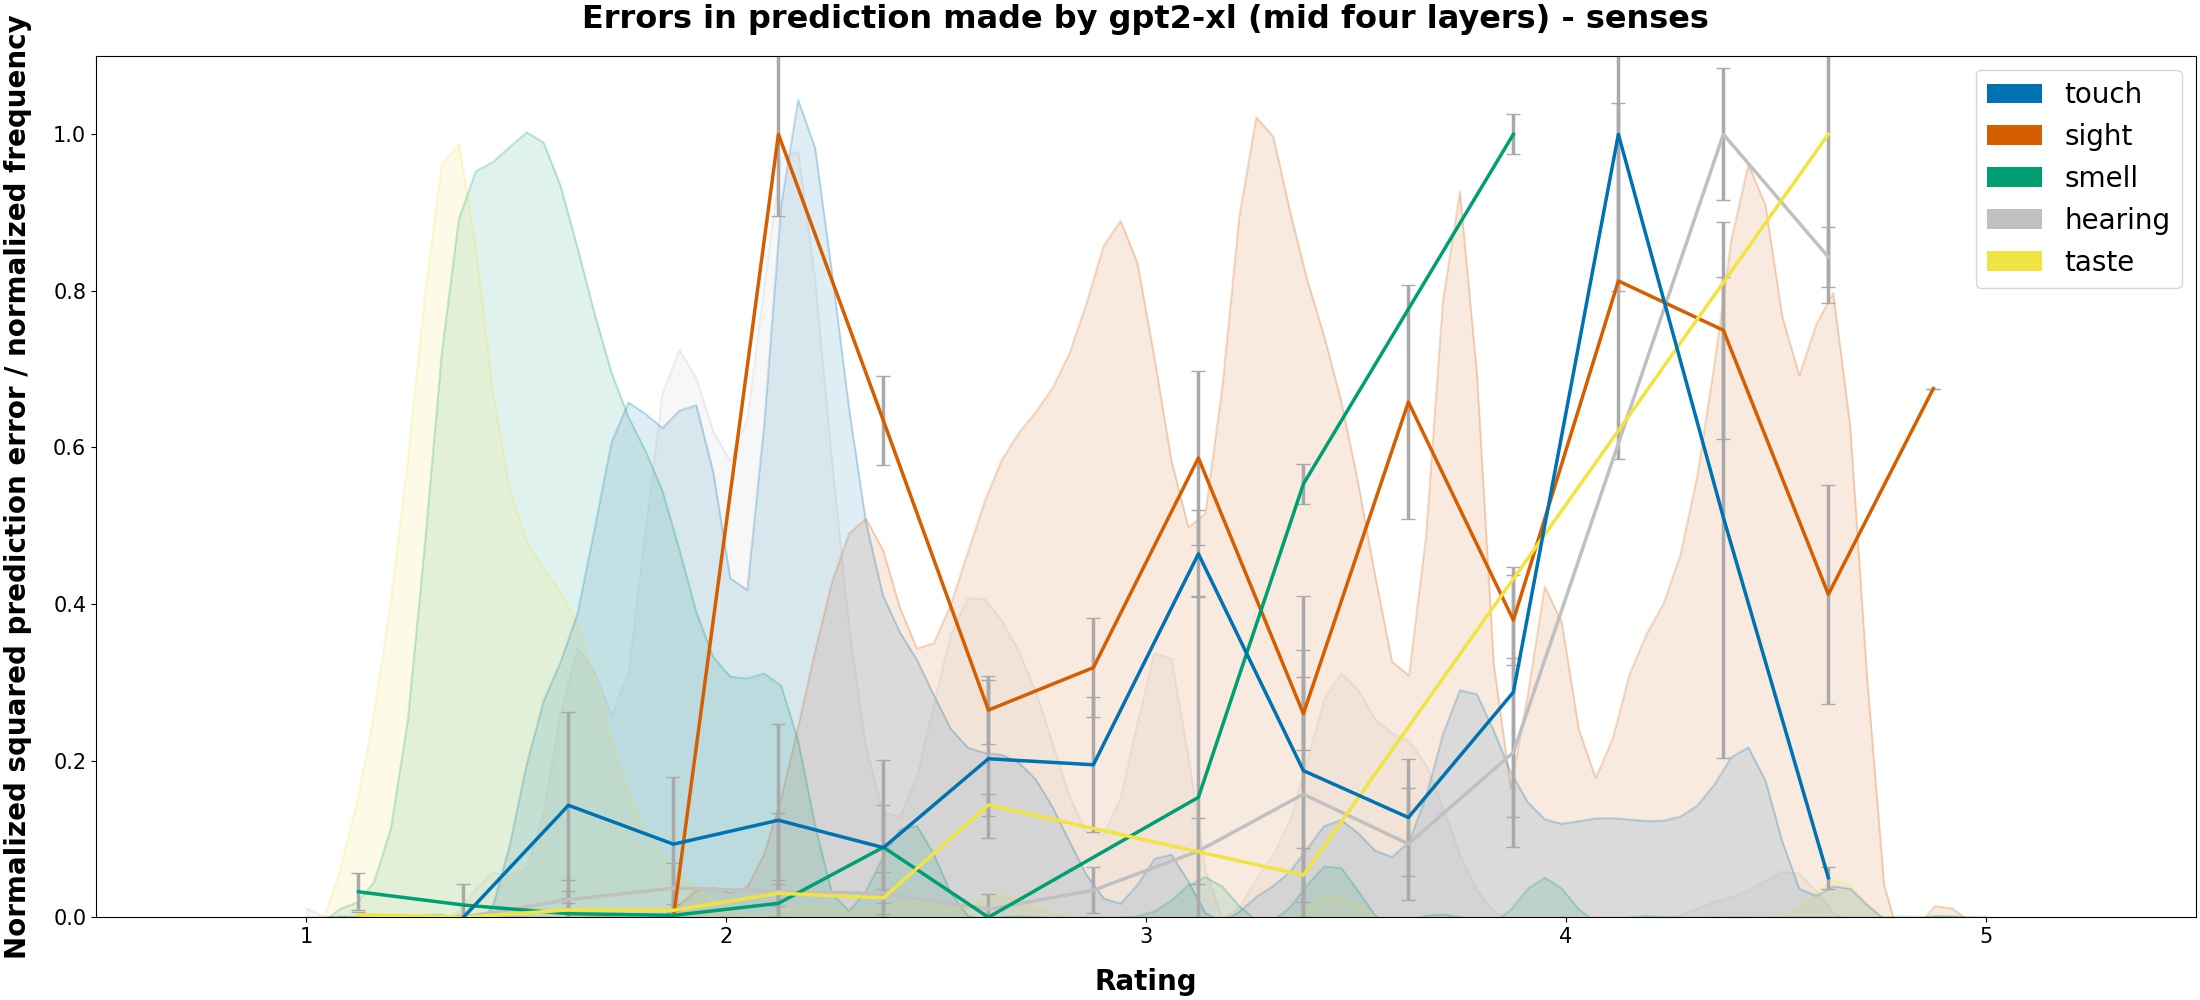 Errors in prediction made by gpt2-xl (mid four layers) - senses
Normalized squared prediction error / normalized frequency
1.0
0.8
0.6
0.4
0.2
0.0
touch
sight
smell
hearing
taste
1 2 3 4 5
Rating